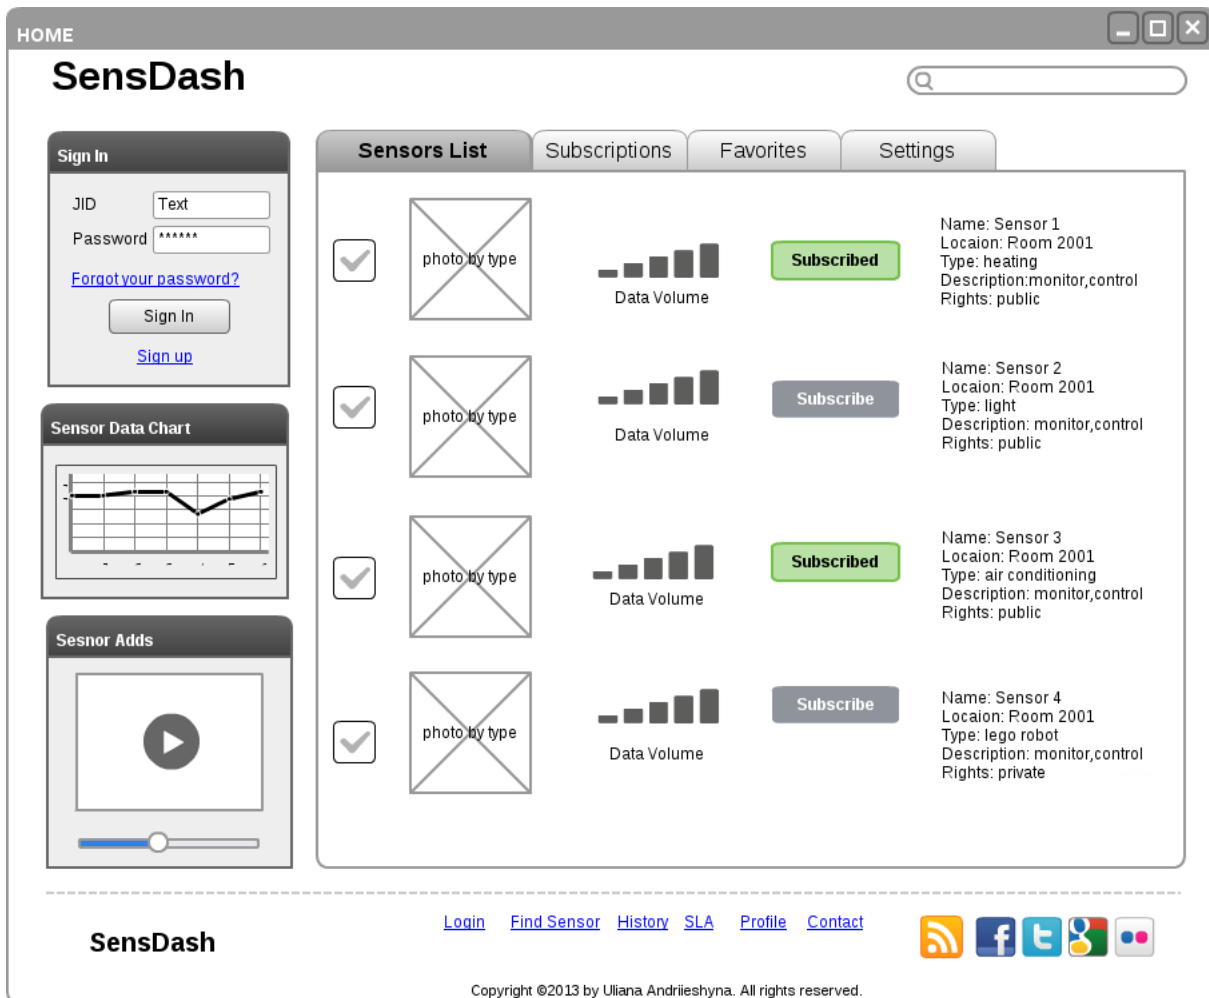 HOME
SensDash
Sign In
JID
Text
Password
******
Forgot your password?
Sign In
Sign up
Sensor Data Chart
Sesnor Adds
Sensors List
Subscriptions
Favorites
Settings
photo by type
Data Volume
Subscribed
Name: Sensor 1
Locaion: Room 2001
Type: heating
Description:monitor,control
Rights: public
photo by type
Data Volume
Subscribe
Name: Sensor 2
Locaion: Room 2001
Type: light
Description: monitor,control
Rights: public
photo by type
Data Volume
Subscribed
Name: Sensor 3
Locaion: Room 2001
Type: air conditioning
Description: monitor,control
Rights: public
photo by type
Data Volume
Subscribe
Name: Sensor 4
Locaion: Room 2001
Type: lego robot
Description: monitor,control
Rights: private
SensDash
Login Find Sensor History SLA Profile Contact
Copyright ©2013 by Uliana Andriieshyna. All rights reserved.